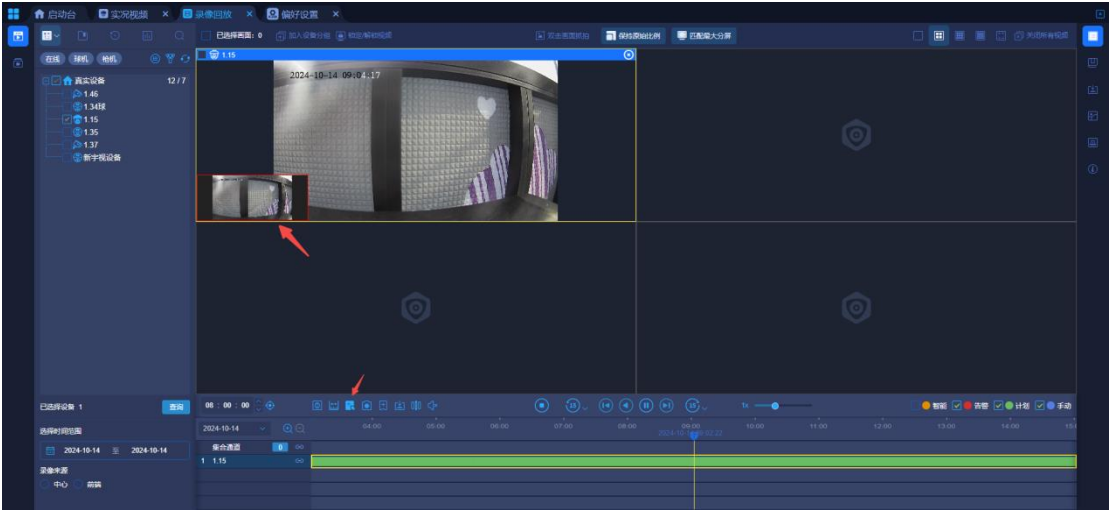 启动台 实况视频 × 录像回放 × 偏好设置 ×
已选择画面: 0 加入设备分组 锁定/解锁视频 双击画面抓拍 保持原始比例 匹配最大分屏 关闭所有视频
在线 球机 枪机
1.15
真实设备 12 / 7
2024-10-14 09:04:17
1.46
1.34球
1.15
1.35
1.37
新宇视设备
已选择设备 1 查询
08 : 00 : 00 1x 智能 告警 计划 手动
选择时间范围
2024-10-14 04:00 05:00 06:00 07:00 08:00 09:00 10:00 11:00 12:00 13:00 14:00
2024-10-14 至 2024-10-14
集合通道 0
录像来源
1 1.15
中心 前端